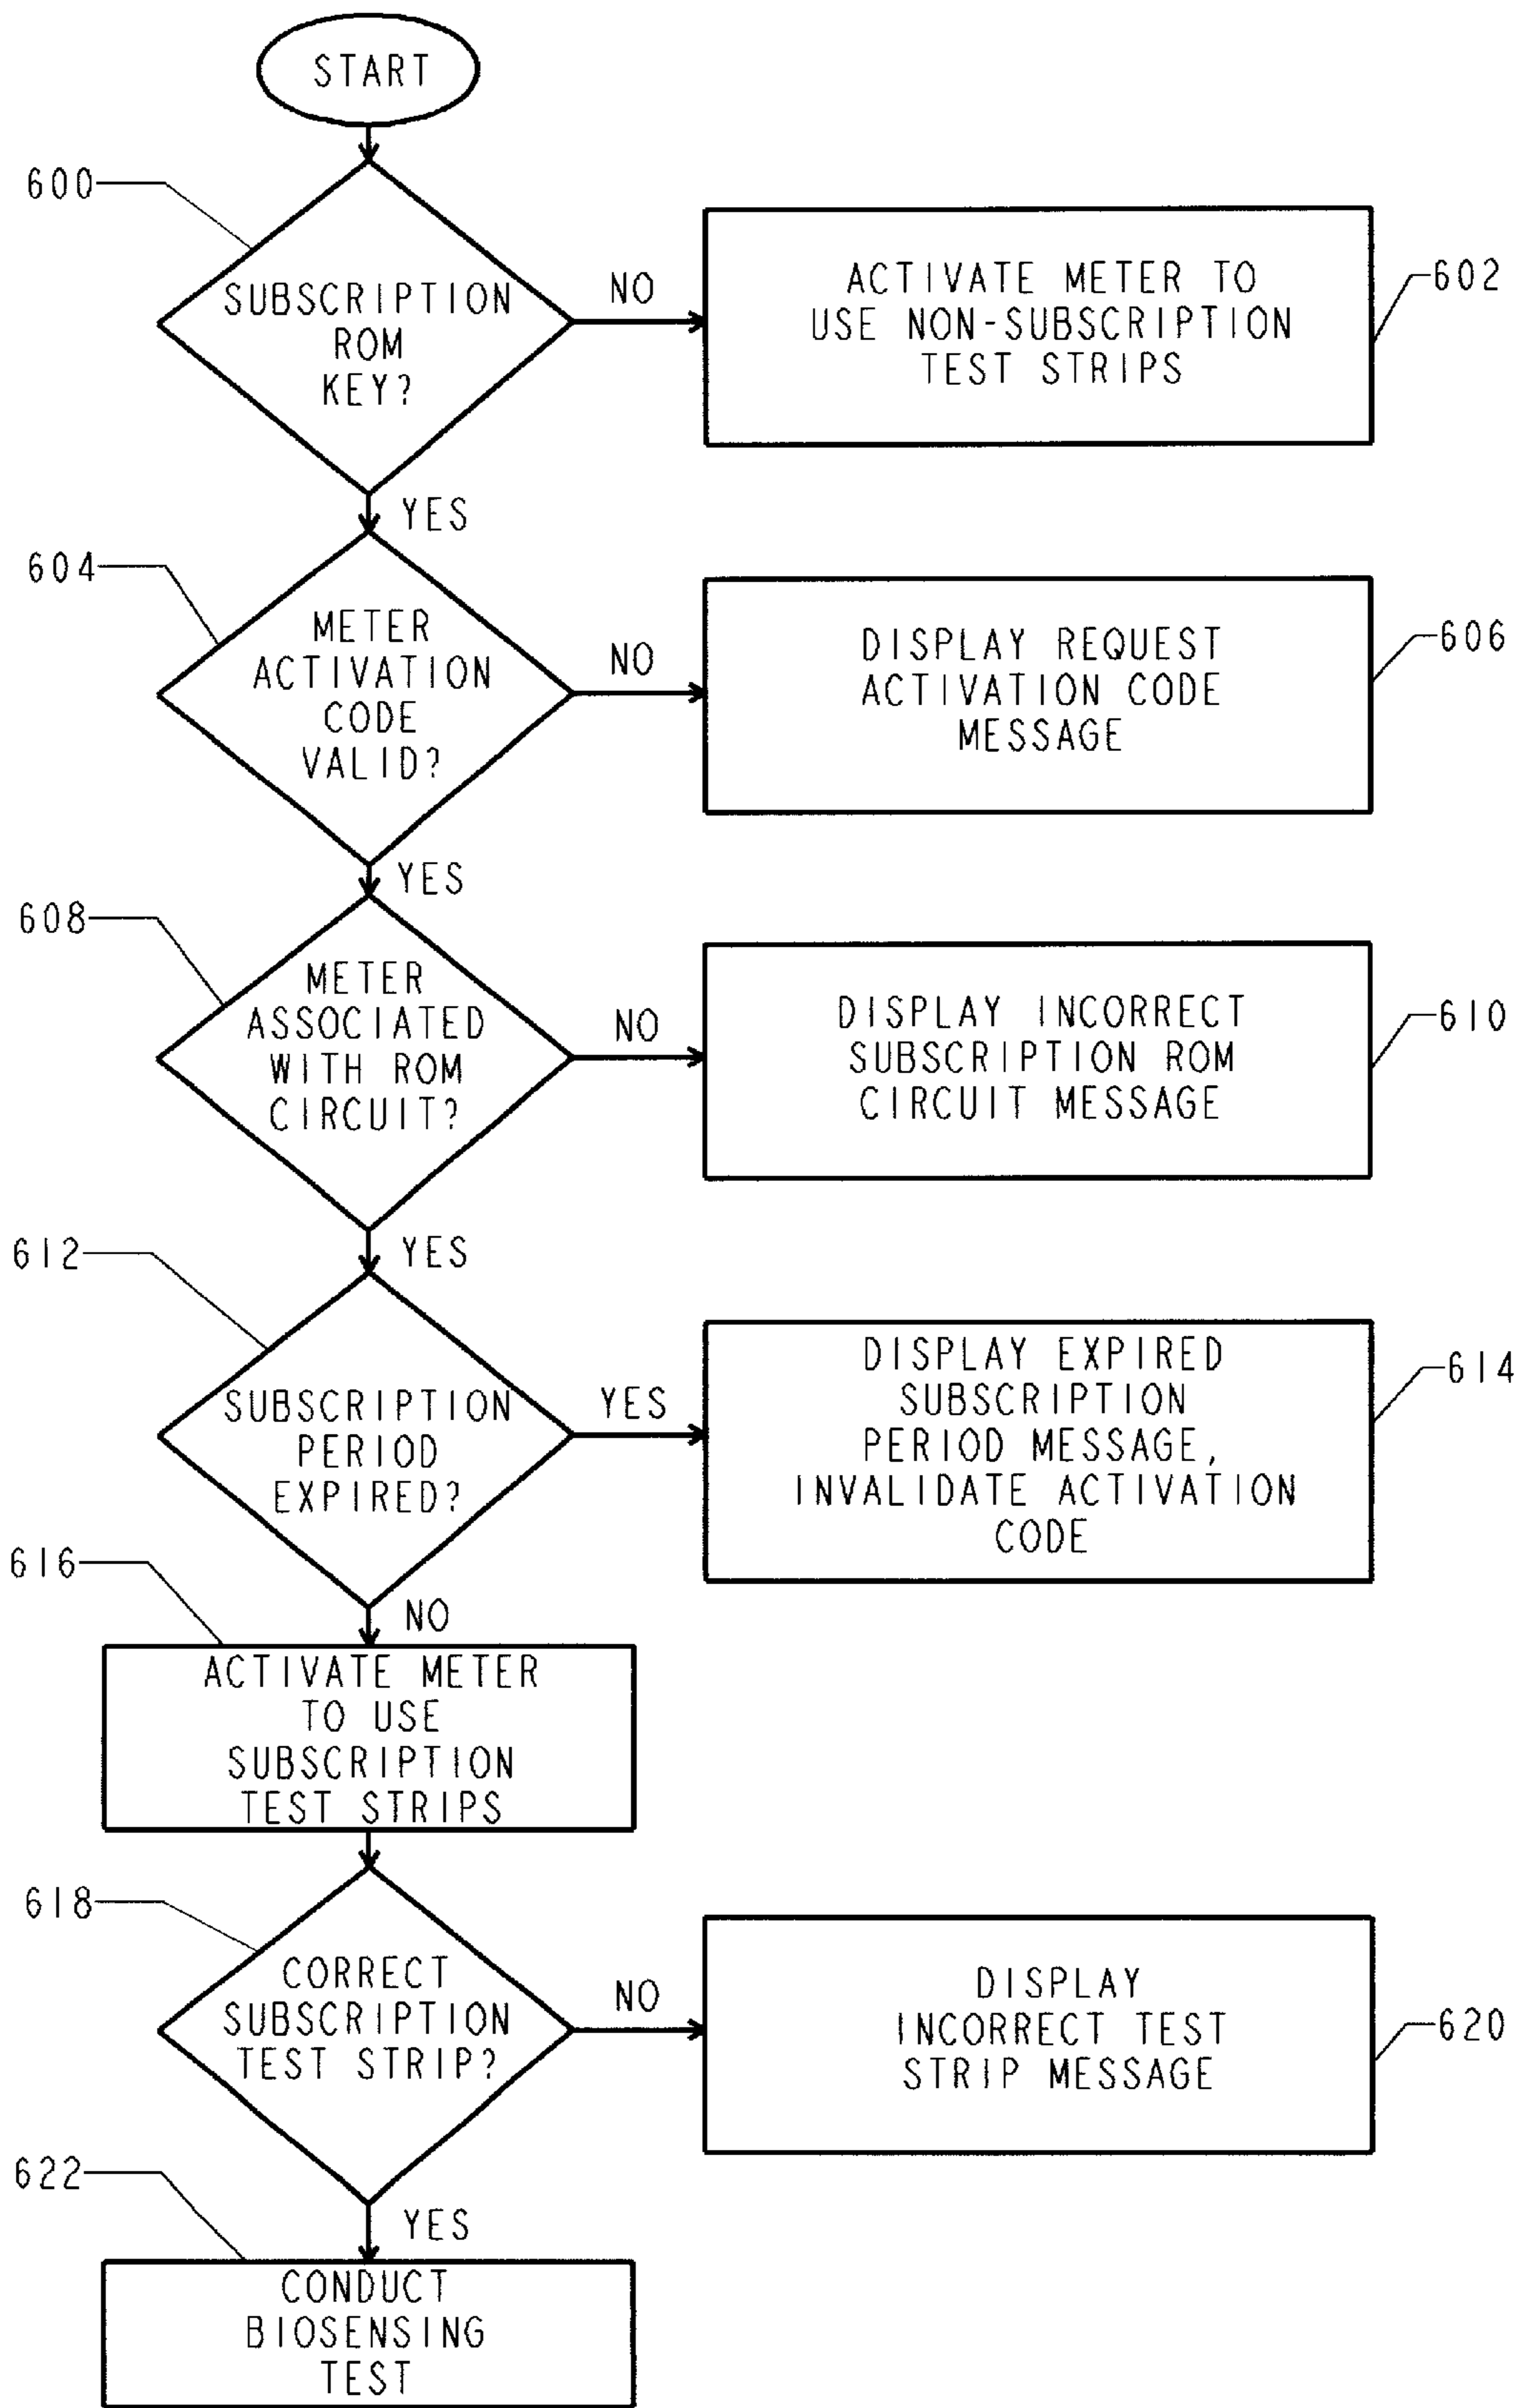 START
600
SUBSCRIPTION
ROM
KEY?
NO
ACTIVATE METER TO
USE NON-SUBSCRIPTION
TEST STRIPS
602
YES
604
METER
ACTIVATION
CODE
VALID?
NO
DISPLAY REQUEST
ACTIVATION CODE
MESSAGE
606
YES
608
METER
ASSOCIATED
WITH ROM
CIRCUIT?
NO
DISPLAY INCORRECT
SUBSCRIPTION ROM
CIRCUIT MESSAGE
610
YES
612
SUBSCRIPTION
PERIOD
EXPIRED?
YES
DISPLAY EXPIRED
SUBSCRIPTION
PERIOD MESSAGE,
INVALIDATE ACTIVATION
CODE
614
NO
616
ACTIVATE METER
TO USE
SUBSCRIPTION
TEST STRIPS
618
CORRECT
SUBSCRIPTION
TEST STRIP?
NO
DISPLAY
INCORRECT TEST
STRIP MESSAGE
620
YES
622
CONDUCT
BIOSENSING
TEST